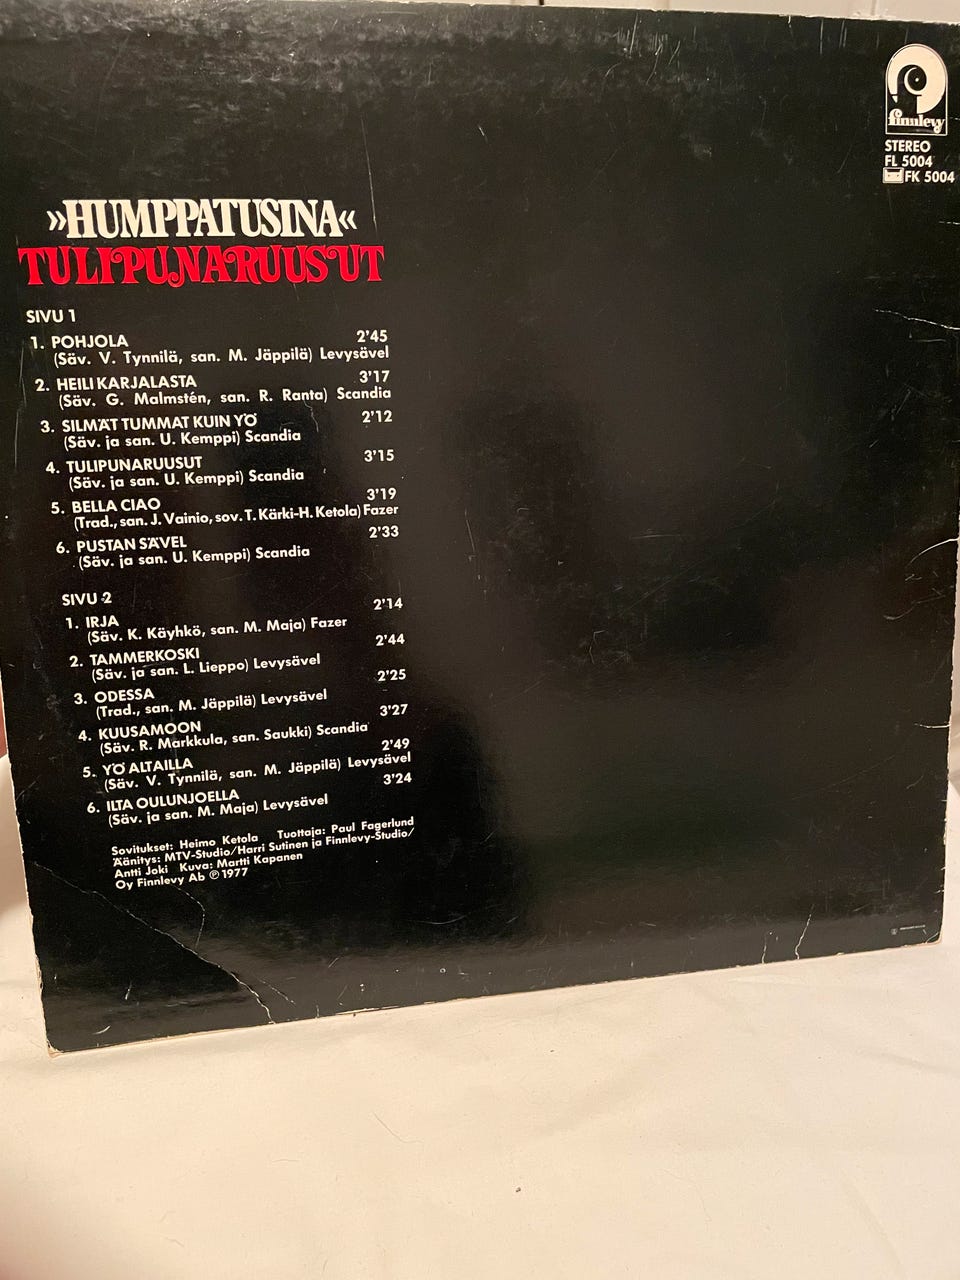 finnlevy
STEREO
FL 5004
FK 5004
»HUMPPATUSINA«
TULIPUNARUUSUT
SIVU 1
1. POHJOLA 2'45
(Säv. V. Tynnilä, san. M. Jäppilä) Levysävel
2. HEILI KARJALASTA 3'17
(Säv. G. Malmstén, san. R. Ranta) Scandia
3. SILMÄT TUMMAT KUIN YÖ 2'12
(Säv. ja san. U. Kemppi) Scandia
4. TULIPUNARUUSUT 3'15
(Säv. ja san. U. Kemppi) Scandia
5. BELLA CIAO 3'19
(Trad., san. J. Vainio, sov. T. Kärki-H. Ketola) Fazer
6. PUSTAN SÄVEL 2'33
(Säv. ja san. U. Kemppi) Scandia
SIVU 2
1. IRJA 2'14
(Säv. K. Käyhkö, san. M. Maja) Fazer
2. TAMMERKOSKI 2'44
(Säv. ja san. L. Lieppo) Levysävel
3. ODESSA 2'25
(Trad., san. M. Jäppilä) Levysävel
4. KUUSAMOON 3'27
(Säv. R. Markkula, san. Saukki) Scandia
5. YÖ ALTAILLA 2'49
(Säv. V. Tynnilä, san. M. Jäppilä) Levysävel
6. ILTA OULUNJOELLA 3'24
(Säv. ja san. M. Maja) Levysävel
Sovitukset: Heimo Ketola Tuottaja: Paul Fagerlund
Äänitys: MTV-Studio/Harri Sutinen ja Finnlevy-Studio/
Antti Joki Kuva: Martti Kapanen
Oy Finnlevy Ab ℗ 1977